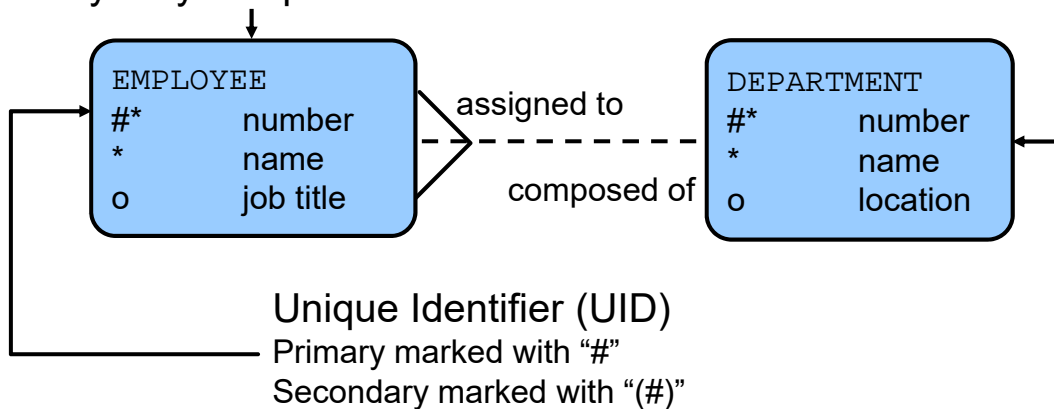 EMPLOYEE
#* number
* name
o job title
assigned to
composed of
DEPARTMENT
#* number
* name
o location
Unique Identifier (UID)
Primary marked with “#”
Secondary marked with “(#)”